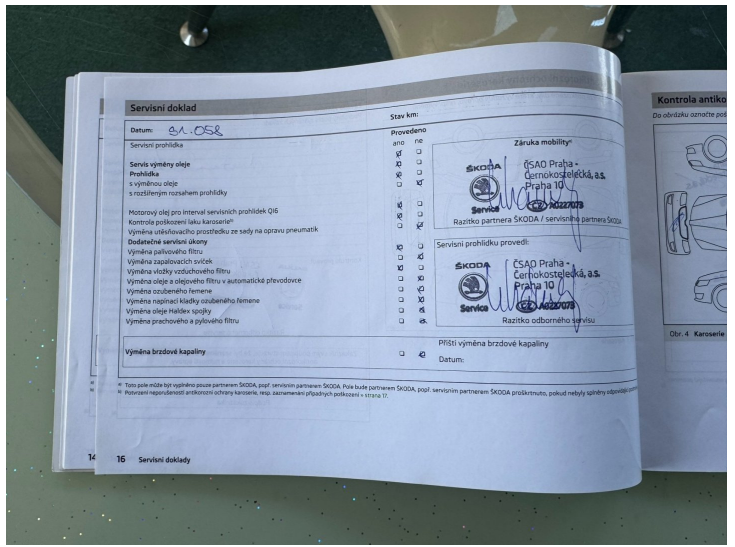 Servisní doklad
Datum: 91.058
Stav km:
Servisní prohlídka
Provedeno
ano ne
Servis výměny oleje
Prohlídka
s výměnou oleje
s rozšířeným rozsahem prohlídky
Motorový olej pro interval servisních prohlídek QI6
Kontrola poškození laku karoserie b)
Výměna utěsňovacího prostředku ze sady na opravu pneumatik
Dodatečné servisní úkony
Výměna palivového filtru
Výměna zapalovacích svíček
Výměna vložky vzduchového filtru
Výměna oleje a olejového filtru v automatické převodovce
Výměna ozubeného řemene
Výměna napínací kladky ozubeného řemene
Výměna oleje Haldex spojky
Výměna prachového a pylového filtru
Výměna brzdové kapaliny
Záruka mobility a)
ŠKODA
Service
ČSAO Praha -
Černokostelecká, a.s.
Praha 10
CZ A0227073
Razítko partnera ŠKODA / servisního partnera ŠKODA
Servisní prohlídku provedl:
ŠKODA
Service
ČSAO Praha -
Černokostelecká, a.s.
Praha 10
CZ A0227073
Razítko odborného servisu
Příští výměna brzdové kapaliny
Datum:
a) Toto pole může být vyplněno pouze partnerem ŠKODA, popř. servisním partnerem ŠKODA. Pole bude partnerem ŠKODA, popř. servisním partnerem ŠKODA proškrtnuto, pokud nebyly splněny
b) Potvrzení neporušenosti antikorozní ochrany karoserie, resp. zaznamenání případných poškození » strana 17.
14
16 Servisní doklady
Kontrola antiko
Do obrázku označte poš
Obr. 4 Karoserie